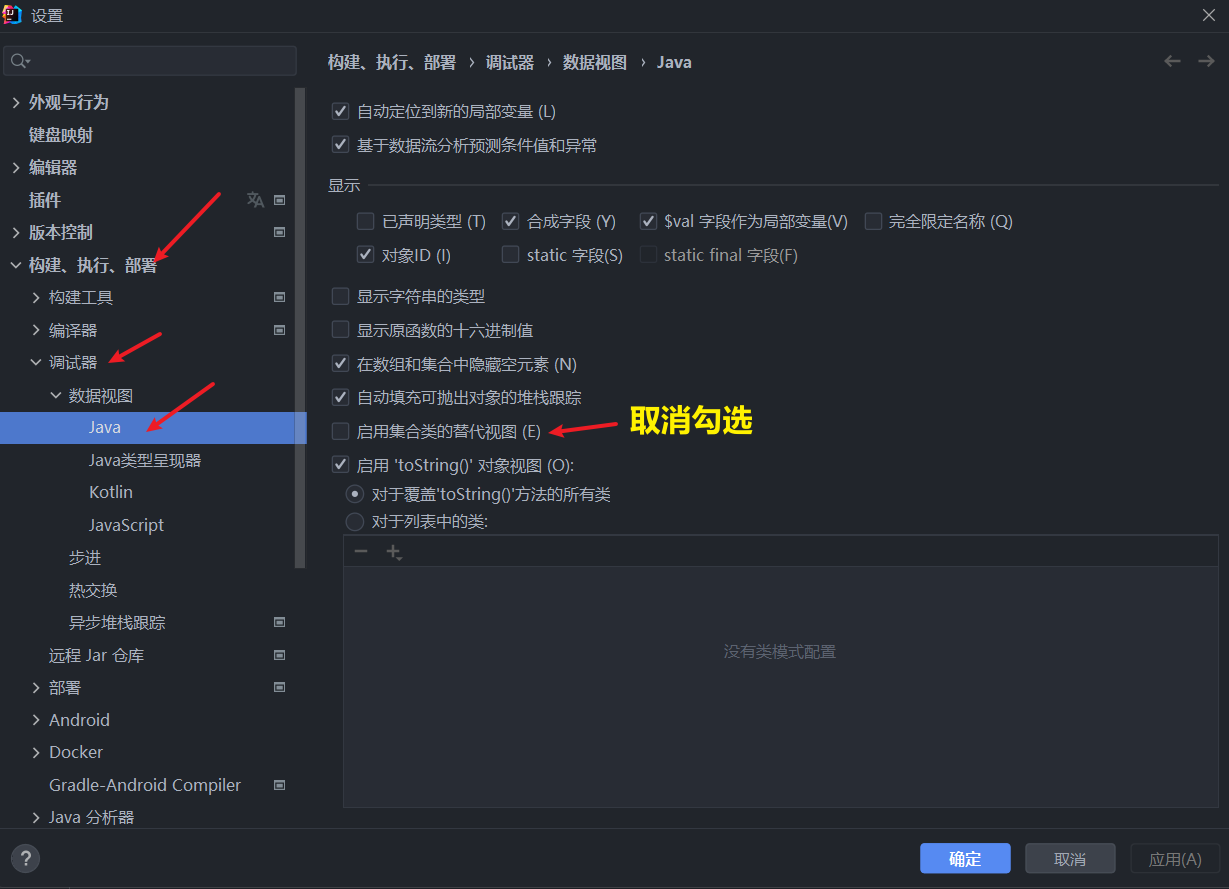 设置
构建、执行、部署 › 调试器 › 数据视图 › Java
外观与行为
键盘映射
编辑器
插件
版本控制
构建、执行、部署
构建工具
编译器
调试器
数据视图
Java
Java类型呈现器
Kotlin
JavaScript
步进
热交换
异步堆栈跟踪
远程 Jar 仓库
部署
Android
Docker
Gradle-Android Compiler
Java 分析器
自动定位到新的局部变量 (L)
基于数据流分析预测条件值和异常
显示
已声明类型 (T) 合成字段 (Y) $val 字段作为局部变量(V) 完全限定名称 (Q)
对象ID (I) static 字段(S) static final 字段(F)
显示字符串的类型
显示原函数的十六进制值
在数组和集合中隐藏空元素 (N)
自动填充可抛出对象的堆栈跟踪
启用集合类的替代视图 (E) 取消勾选
启用 'toString()' 对象视图 (O):
对于覆盖'toString()'方法的所有类
对于列表中的类:
没有类模式配置
? 确定 取消 应用(A)